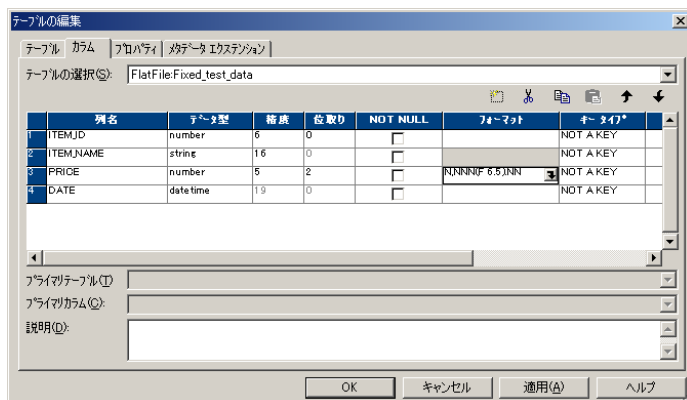 テーブルの編集
テーブル カラム プロパティ メタデータ エクステンション
テーブルの選択(S): FlatFile:Fixed_test_data
列名 データ型 精度 位取り NOT NULL フォーマット キー タイプ
1 ITEM_ID number 6 0 NOT A KEY
2 ITEM_NAME string 16 0 NOT A KEY
3 PRICE number 5 2 N,NNN(F 6.5).NN NOT A KEY
4 DATE datetime 19 0 NOT A KEY
プライマリテーブル(T)
プライマリカラム(C):
説明(D):
OK キャンセル 適用(A) ヘルプ